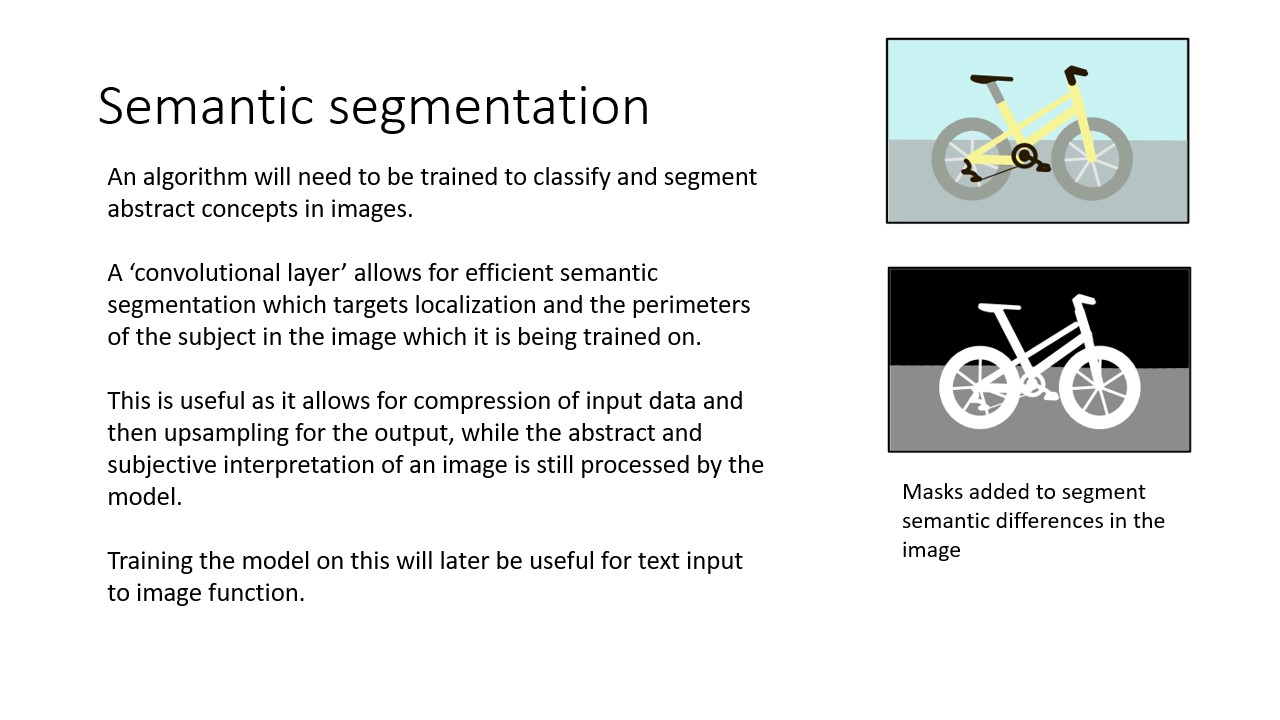 Semantic segmentation
An algorithm will need to be trained to classify and segment
abstract concepts in images.
A ‘convolutional layer’ allows for efficient semantic
segmentation which targets localization and the perimeters
of the subject in the image which it is being trained on.
This is useful as it allows for compression of input data and
then upsampling for the output, while the abstract and
subjective interpretation of an image is still processed by the
model.
Training the model on this will later be useful for text input
to image function.
Masks added to segment
semantic differences in the
image